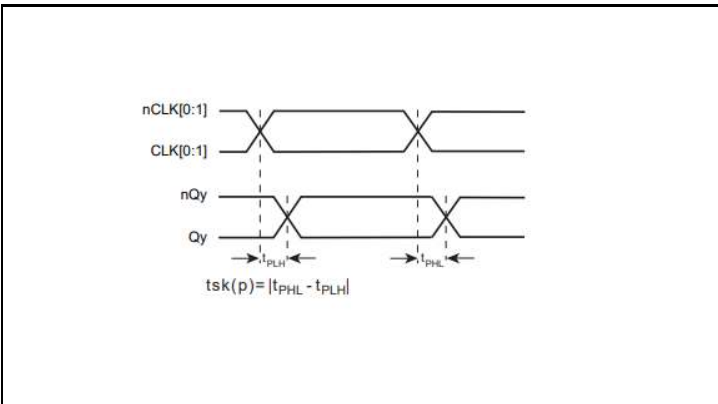 nCLK[0:1]
CLK[0:1]
nQy
Qy
tPLH
tPHL
tsk(p)=|tPHL - tPLH|